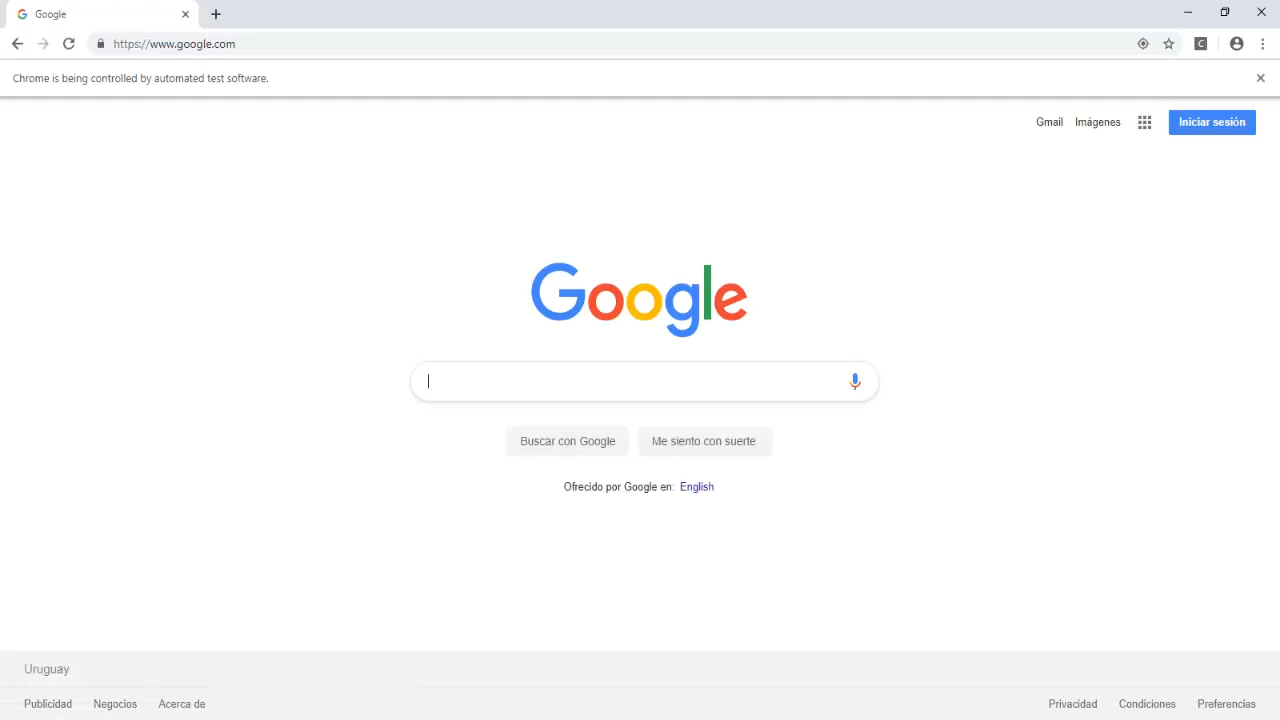 Google
https://www.google.com
Chrome is being controlled by automated test software.
Gmail Imágenes Iniciar sesión
Google
Buscar con Google Me siento con suerte
Ofrecido por Google en: English
Uruguay
Publicidad Negocios Acerca de Privacidad Condiciones Preferencias